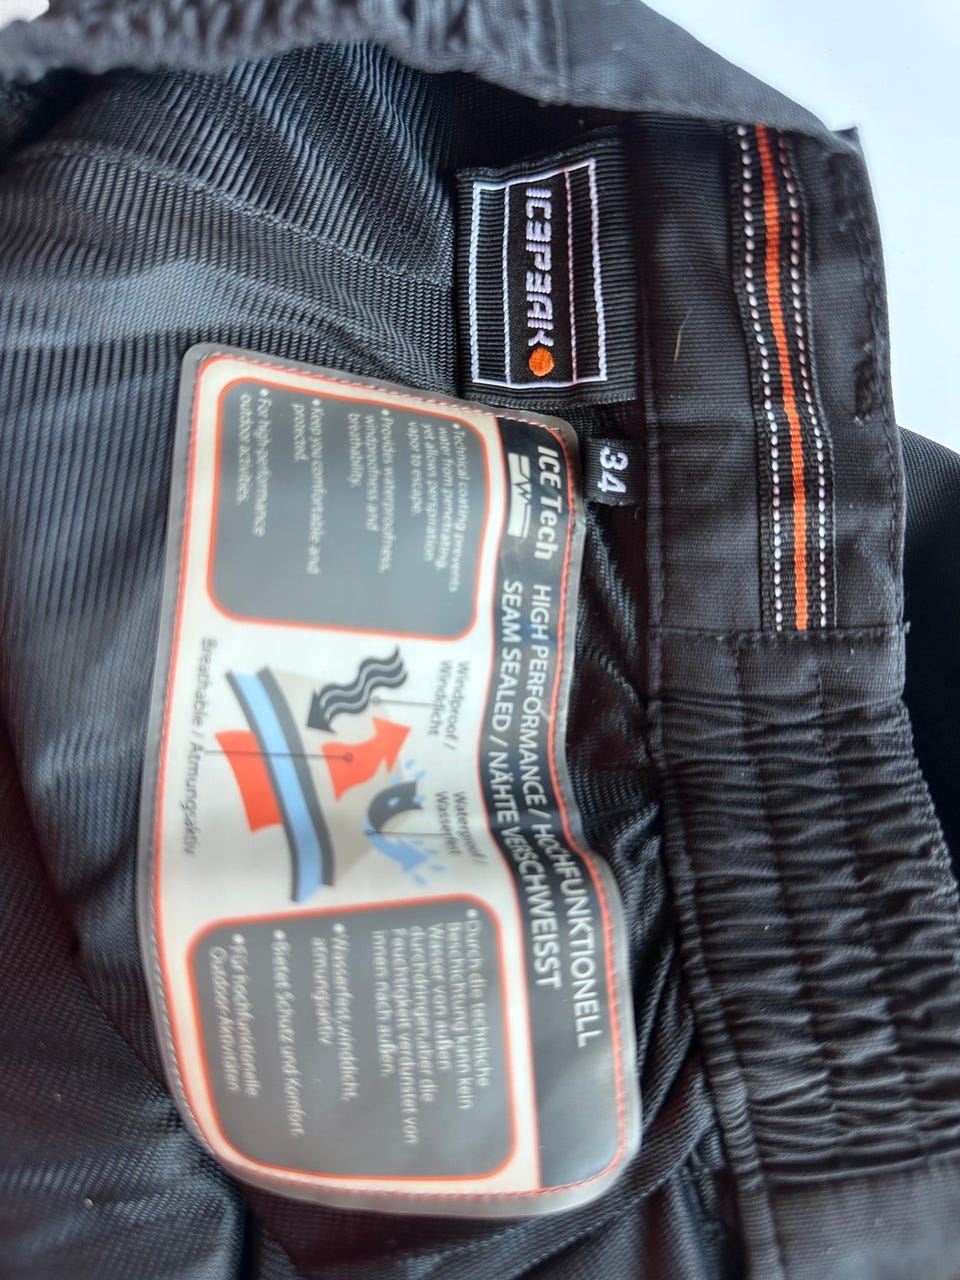 ICEPEAK
34
ICE Tech
HIGH PERFORMANCE / HOCHFUNKTIONELL
SEAM SEALED / NÄHTE VERSCHWEISST
• Technical coating prevents
water from penetrating,
yet allows perspiration
vapor to escape.
• Provides waterproofness,
windproofness and
breathability.
• Keep you comfortable and
protected.
• For high-performance
outdoor activities.
Windproof /
Winddicht
Waterproof /
Wasserfest
Breathable / Atmungsaktiv
• Durch die technische
Beschichtung kann kein
Wasser von außen
durchdringen, aber die
Feuchtigkeit verdunstet von
innen nach außen.
• Wasserfest, winddicht,
atmungsaktiv
• Bietet Schutz und Komfort.
• Für hochfunktionelle
Outdoor Aktivitäten